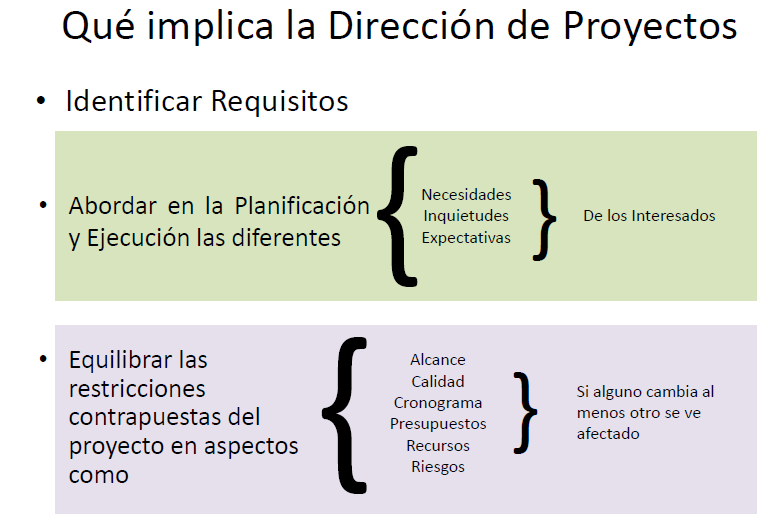 Qué implica la Dirección de Proyectos
• Identificar Requisitos
• Abordar en la Planificación
y Ejecución las diferentes
Necesidades
Inquietudes
Expectativas
De los Interesados
• Equilibrar las
restricciones
contrapuestas del
proyecto en aspectos
como
Alcance
Calidad
Cronograma
Presupuestos
Recursos
Riesgos
Si alguno cambia al
menos otro se ve
afectado